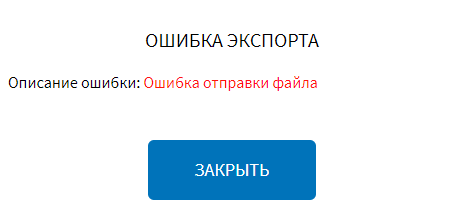 ОШИБКА ЭКСПОРТА
Описание ошибки: Ошибка отправки файла
ЗАКРЫТЬ